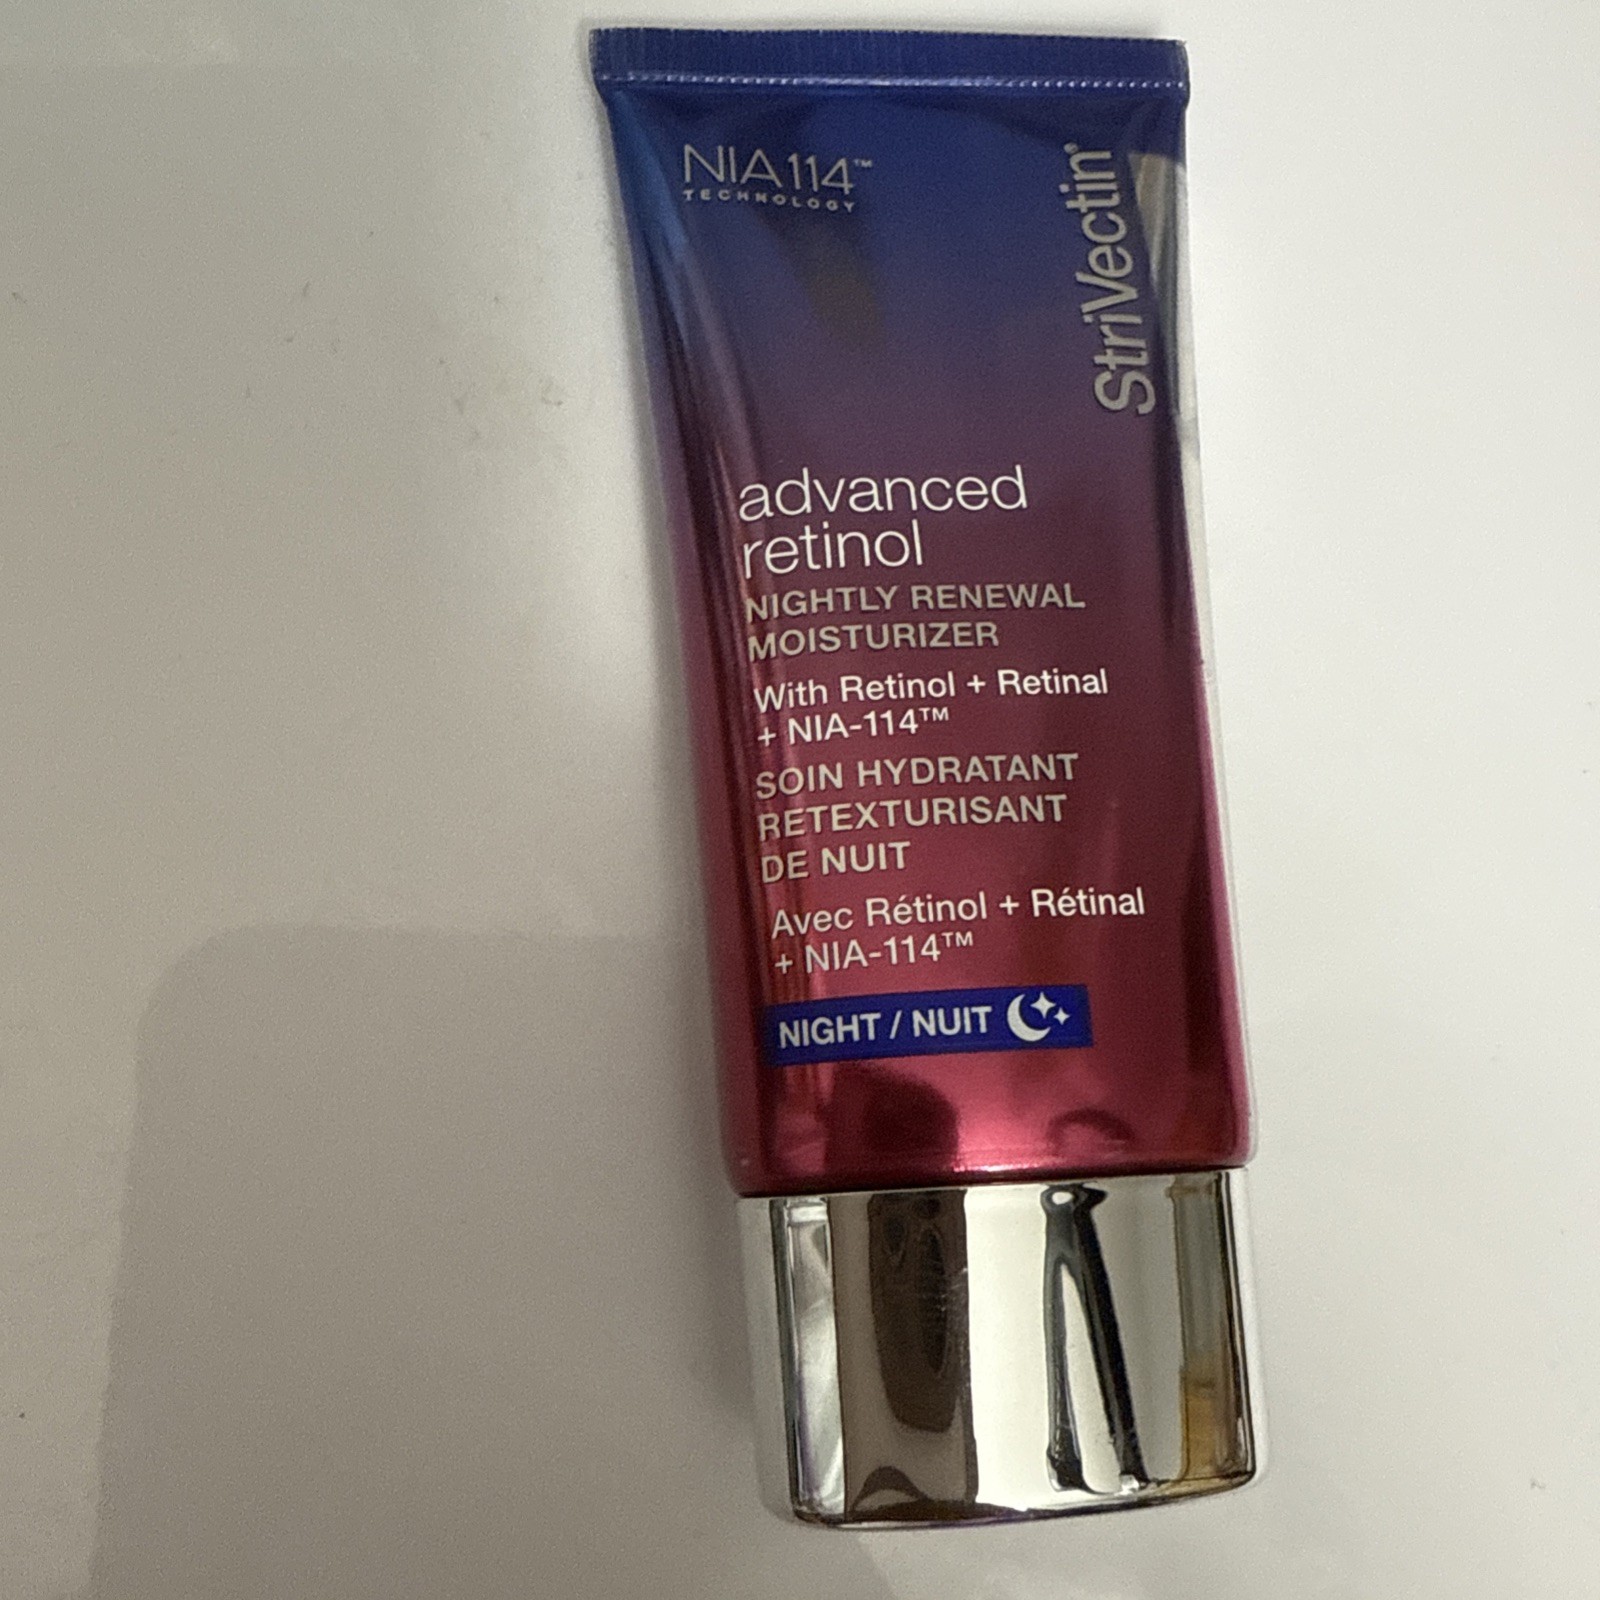 NIA114™
TECHNOLOGY
StriVectin®
advanced
retinol
NIGHTLY RENEWAL
MOISTURIZER
With Retinol + Retinal
+ NIA-114™
SOIN HYDRATANT
RETEXTURISANT
DE NUIT
Avec Rétinol + Rétinal
+ NIA-114™
NIGHT / NUIT